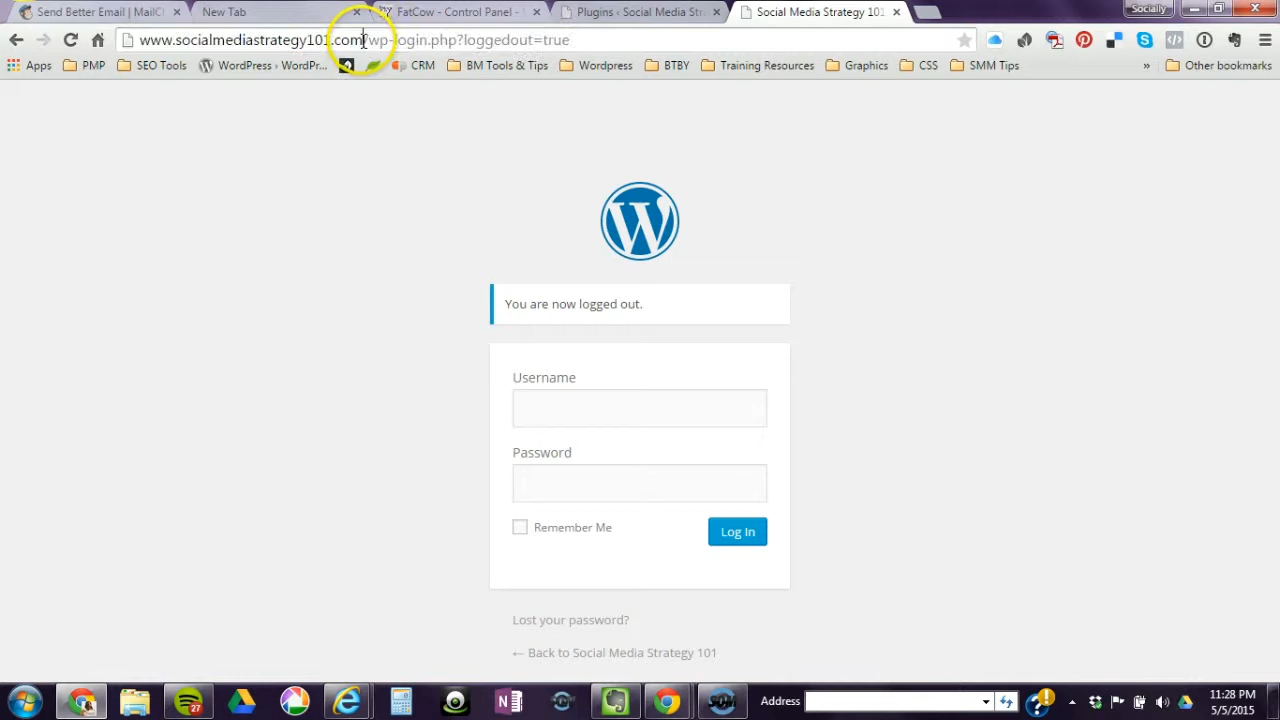 Send Better Email | MailC
New Tab
FatCow - Control Panel -
Plugins ‹ Social Media Str
Social Media Strategy 101
Socially
www.socialmediastrategy101.com/wp-login.php?loggedout=true
Apps
PMP
SEO Tools
WordPress › WordPr...
CRM
BM Tools & Tips
Wordpress
BTBY
Training Resources
Graphics
CSS
SMM Tips
»
Other bookmarks
You are now logged out.
Username
Password
Remember Me
Log In
Lost your password?
← Back to Social Media Strategy 101
27
Address
11:28 PM
5/5/2015